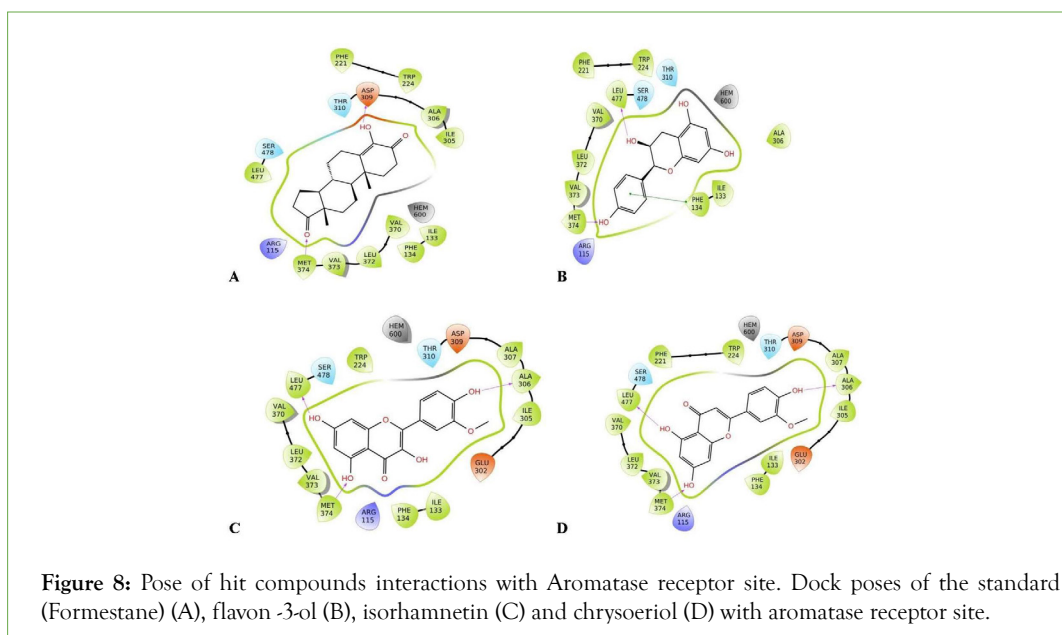 PHE
221
TRP
224
ASP
309
THR
310
ALA
306
ILE
305
HO
O
SER
478
LEU
477
O
HEM
600
VAL
370
ILE
133
PHE
134
ARG
115
MET
374
VAL
373
LEU
372
A
PHE
221
TRP
224
THR
310
LEU
477
SER
478
HEM
600
VAL
370
OH
HO
ALA
306
LEU
372
O
OH
VAL
373
ILE
133
PHE
134
MET
374
HO
ARG
115
B
HEM
600
ASP
309
THR
310
ALA
307
TRP
224
SER
478
LEU
477
ALA
306
OH
VAL
370
HO
O
ILE
305
O
LEU
372
GLU
302
VAL
373
OH
O
OH
MET
374
ARG
115
PHE
134
ILE
133
C
HEM
600
ASP
309
THR
310
ALA
307
PHE
221
TRP
224
SER
478
ALA
306
OH
LEU
477
O
ILE
305
VAL
370
OH
O
O
LEU
372
ILE
133
GLU
302
VAL
373
PHE
134
OH
MET
374
ARG
115
D
Figure 8: Pose of hit compounds interactions with Aromatase receptor site. Dock poses of the standard
(Formestane) (A), flavon -3-ol (B), isorhamnetin (C) and chrysoeriol (D) with aromatase receptor site.